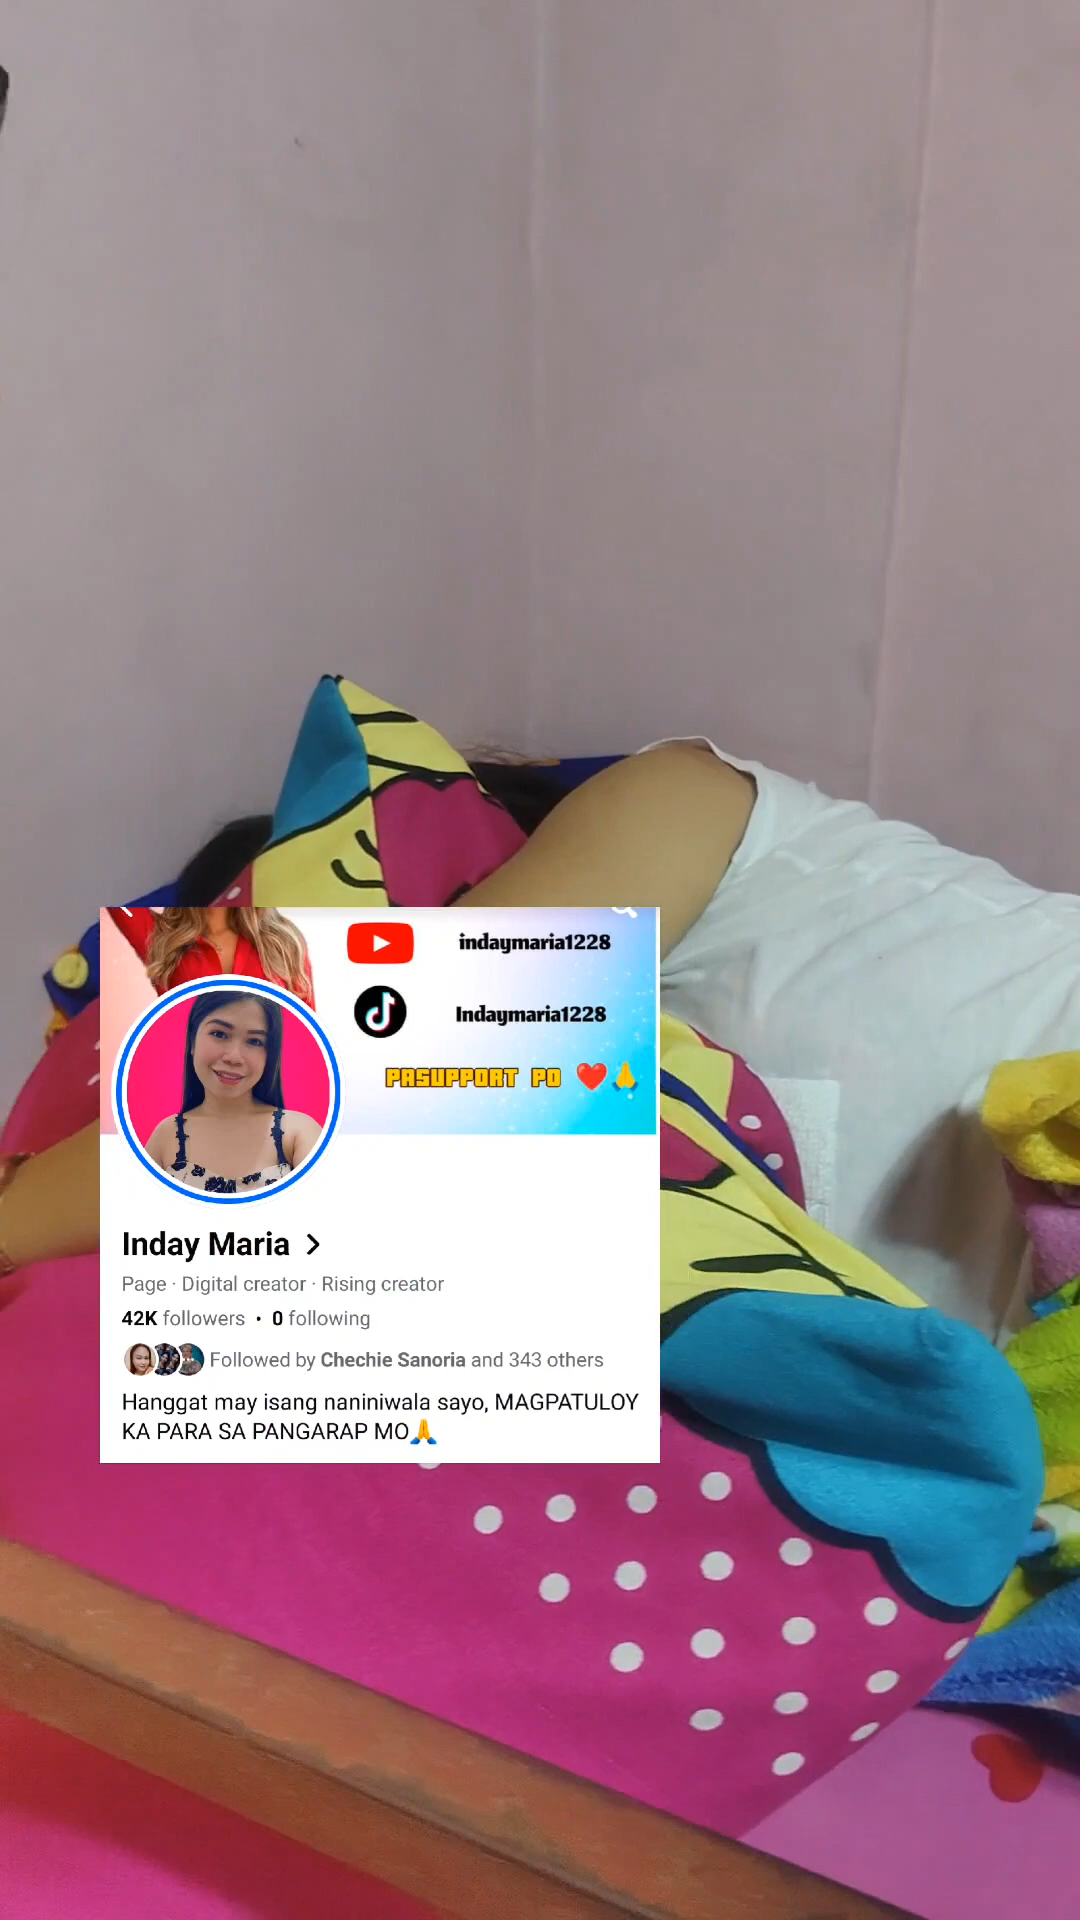 indaymaria1228
Indaymaria1228
PASUPPORT PO ❤️🙏
Inday Maria
Page · Digital creator · Rising creator
42K followers • 0 following
Followed by Chechie Sanoria and 343 others
Hanggat may isang naniniwala sayo, MAGPATULOY
KA PARA SA PANGARAP MO🙏